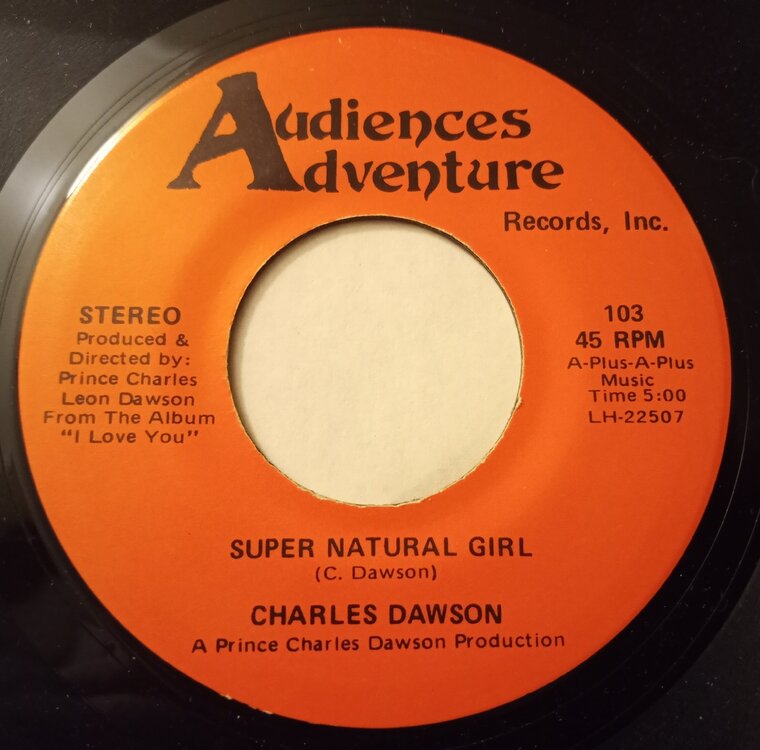 Audiences
Adventure
Records, Inc.
STEREO
Produced &
Directed by:
Prince Charles
Leon Dawson
From The Album
"I Love You"
103
45 RPM
A-Plus-A-Plus
Music
Time 5:00
LH-22507
SUPER NATURAL GIRL
(C. Dawson)
CHARLES DAWSON
A Prince Charles Dawson Production